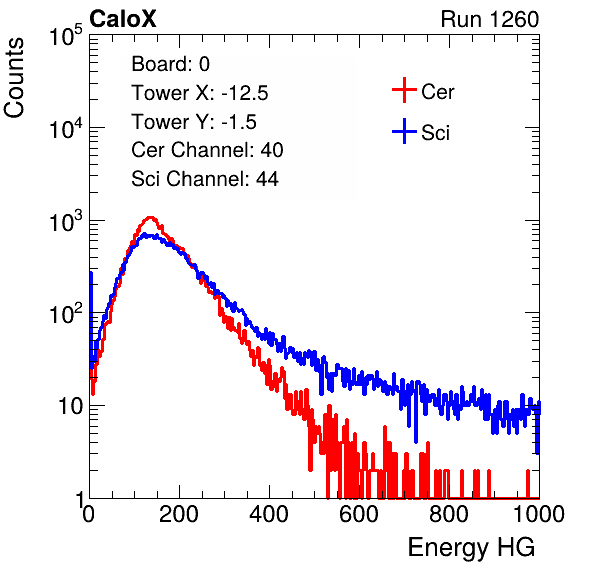 CaloX
Run 1260
Counts
Board: 0
Tower X: -12.5
Tower Y: -1.5
Cer Channel: 40
Sci Channel: 44
Cer
Sci
10^5
10^4
10^3
10^2
10
1
0 200 400 600 800 1000
Energy HG